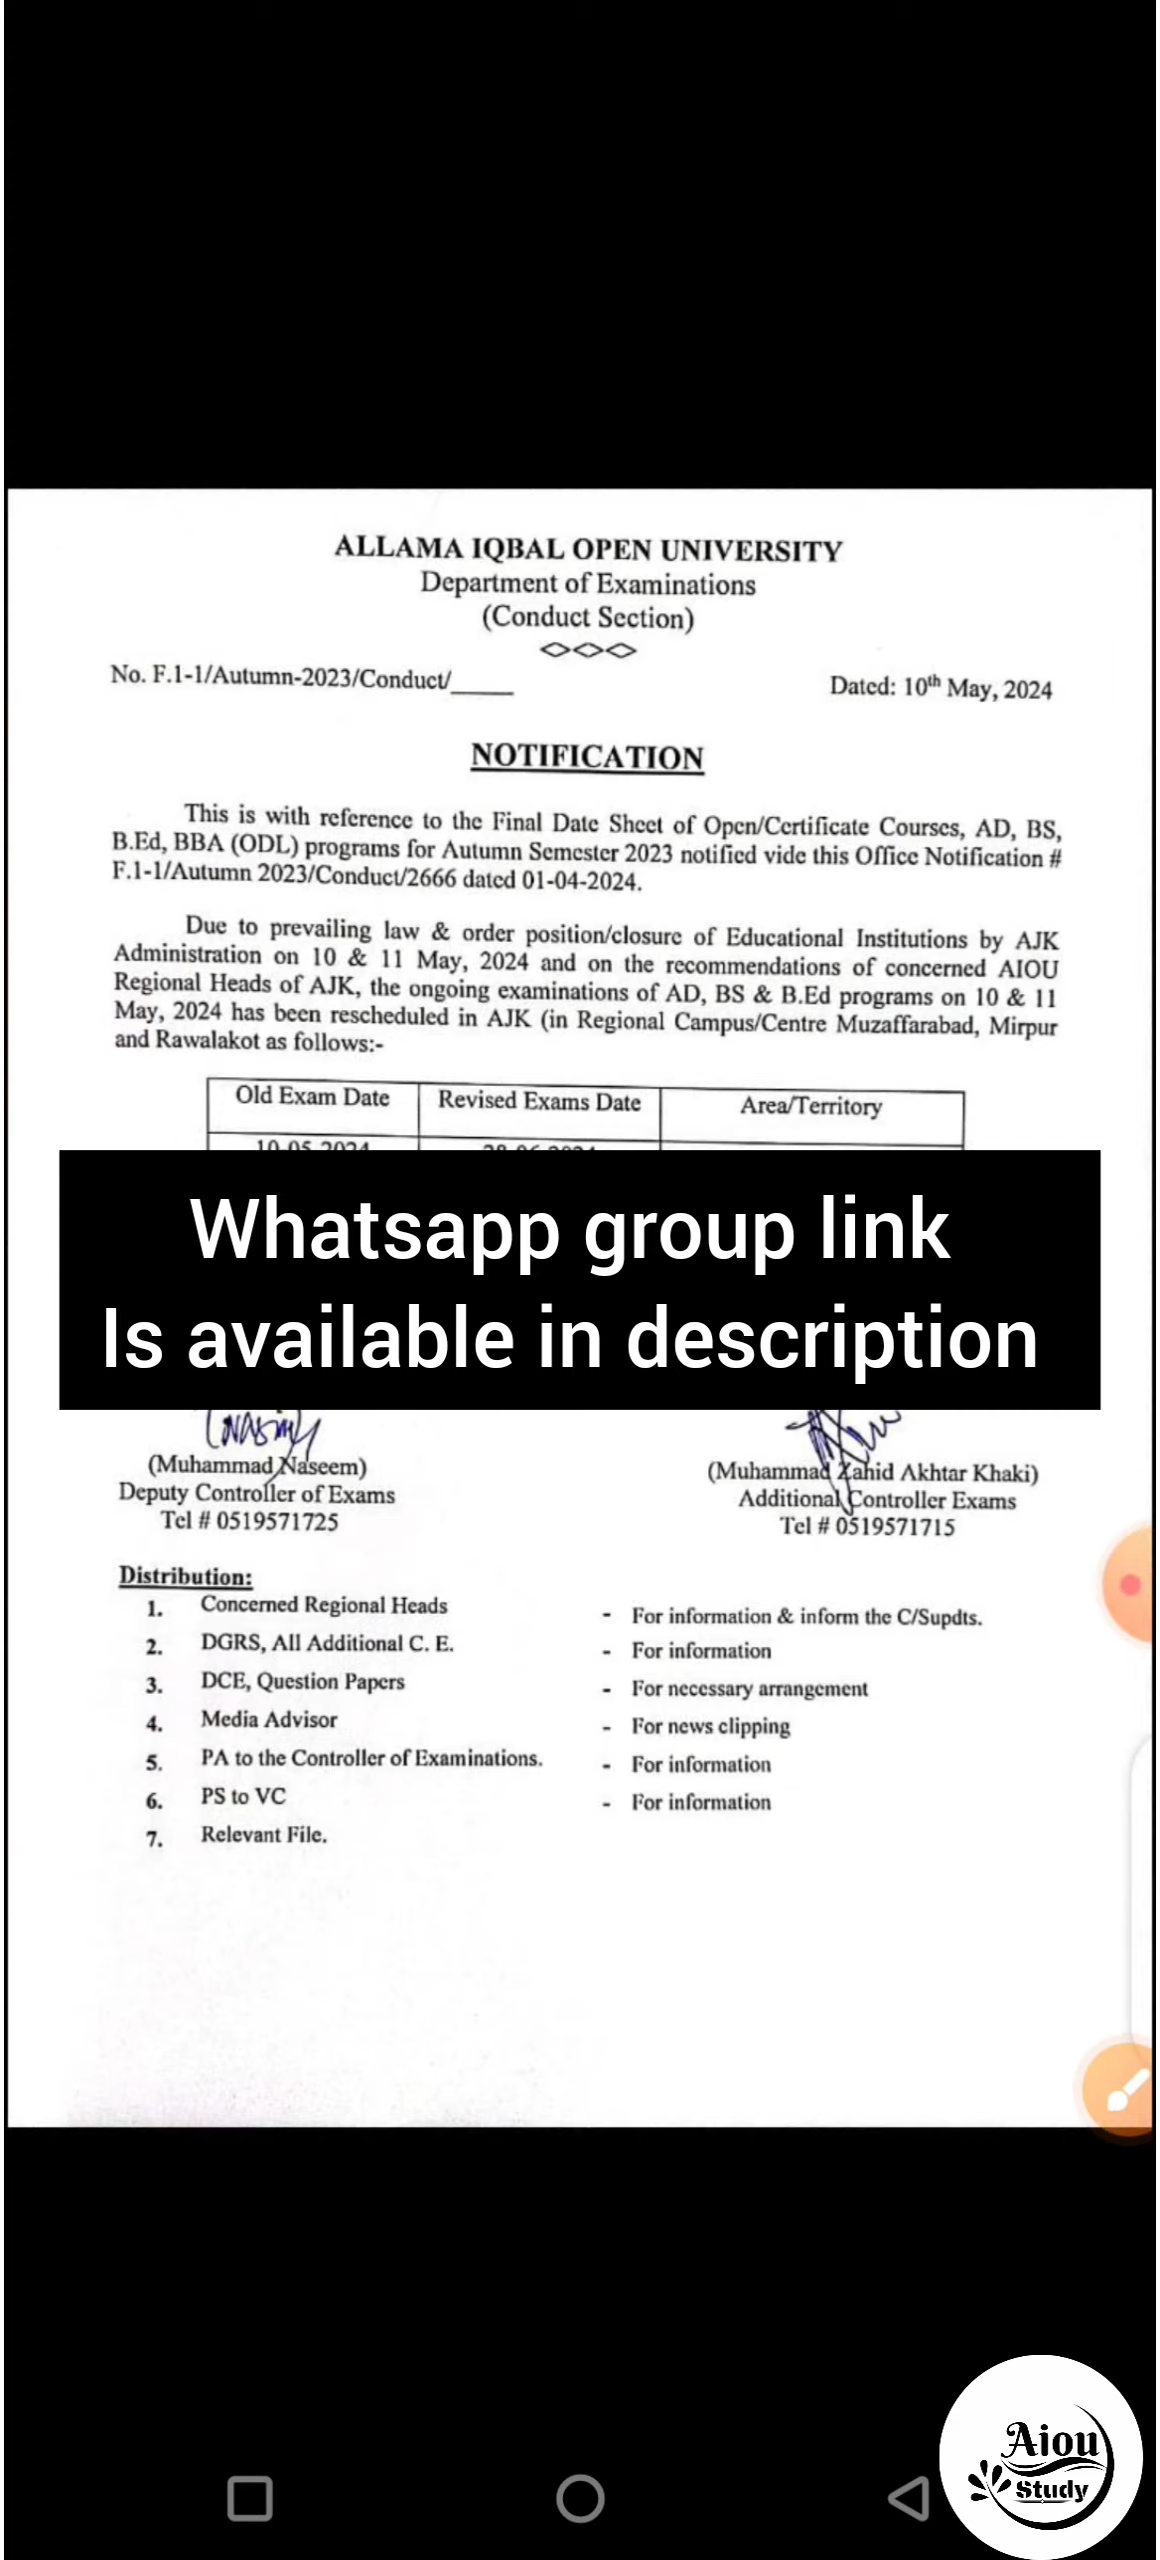 ALLAMA IQBAL OPEN UNIVERSITY
Department of Examinations
(Conduct Section)
No. F.1-1/Autumn-2023/Conduct/_____
Dated: 10th May, 2024
NOTIFICATION
This is with reference to the Final Date Sheet of Open/Certificate Courses, AD, BS,
B.Ed, BBA (ODL) programs for Autumn Semester 2023 notified vide this Office Notification #
F.1-1/Autumn 2023/Conduct/2666 dated 01-04-2024.
Due to prevailing law & order position/closure of Educational Institutions by AJK
Administration on 10 & 11 May, 2024 and on the recommendations of concerned AIOU
Regional Heads of AJK, the ongoing examinations of AD, BS & B.Ed programs on 10 & 11
May, 2024 has been rescheduled in AJK (in Regional Campus/Centre Muzaffarabad, Mirpur
and Rawalakot as follows:-
Old Exam Date Revised Exams Date Area/Territory
10-05-2024
Whatsapp group link
Is available in description
(Muhammad Naseem)
Deputy Controller of Exams
Tel # 0519571725
(Muhammad Zahid Akhtar Khaki)
Additional Controller Exams
Tel # 0519571715
Distribution:
1. Concerned Regional Heads - For information & inform the C/Supdts.
2. DGRS, All Additional C. E. - For information
3. DCE, Question Papers - For necessary arrangement
4. Media Advisor - For news clipping
5. PA to the Controller of Examinations. - For information
6. PS to VC - For information
7. Relevant File.
Aiou
Study